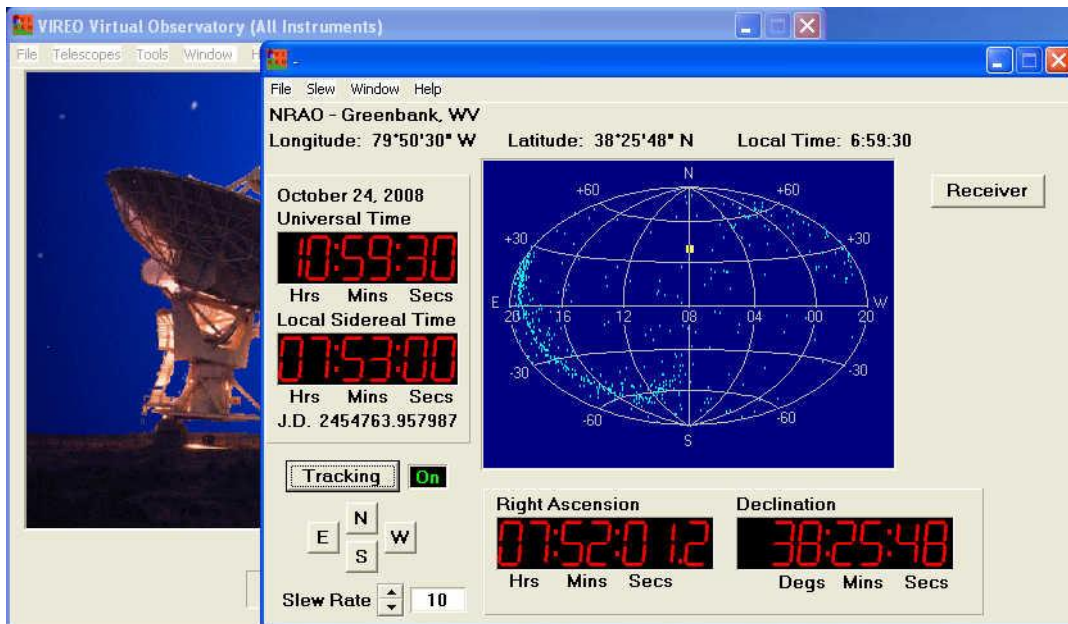 VIREO Virtual Observatory (All Instruments)
File Telescopes Tools Window H
-
File Slew Window Help
NRAO - Greenbank, WV
Longitude: 79°50'30" W Latitude: 38°25'48" N Local Time: 6:59:30
October 24, 2008
Universal Time
10:59:30
Hrs Mins Secs
Local Sidereal Time
07:53:00
Hrs Mins Secs
J.D. 2454763.957987
Tracking On
N
E W
S
Slew Rate 10
N
+60 +60
+30 +30
E W
20 16 12 08 04 00 20
-30 -30
-60 -60
S
Receiver
Right Ascension
07:52:01.2
Hrs Mins Secs
Declination
38:25:48
Degs Mins Secs